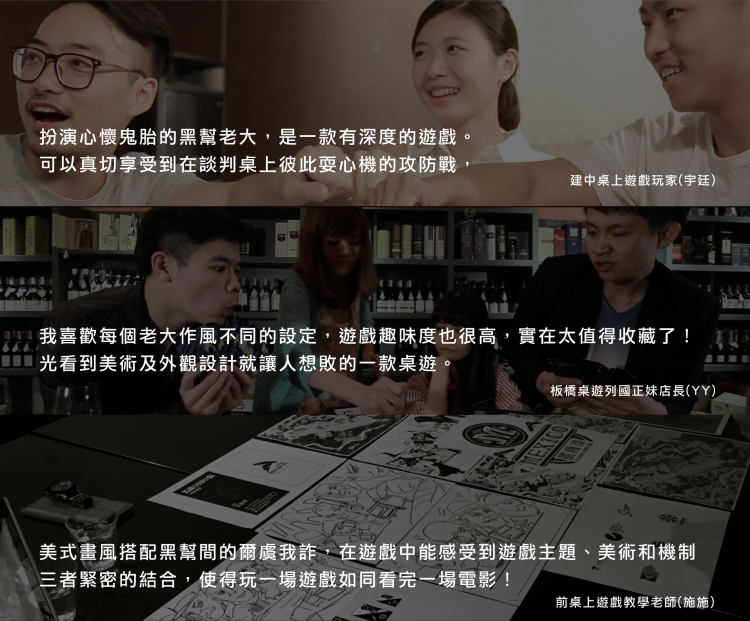 扮演心懷鬼胎的黑幫老大，是一款有深度的遊戲。
可以真切享受到在談判桌上彼此耍心機的攻防戰，
建中桌上遊戲玩家(宇廷)
我喜歡每個老大作風不同的設定，遊戲趣味度也很高，實在太值得收藏了！
光看到美術及外觀設計就讓人想敗的一款桌遊。
板橋桌遊列國正妹店長(YY)
美式畫風搭配黑幫間的爾虞我詐，在遊戲中能感受到遊戲主題、美術和機制
三者緊密的結合，使得玩一場遊戲如同看完一場電影！
前桌上遊戲教學老師(施施)